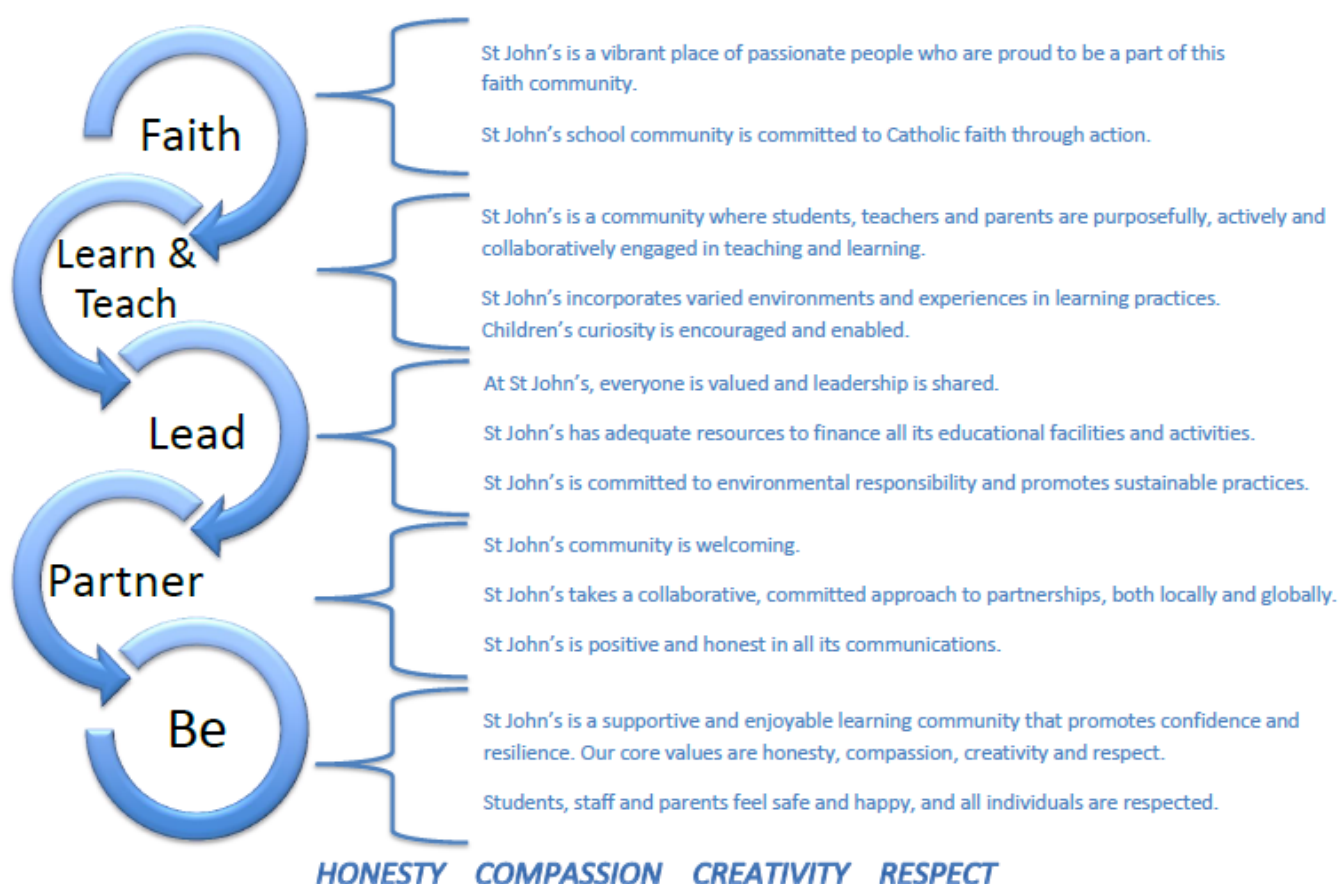 Faith
St John's is a vibrant place of passionate people who are proud to be a part of this
faith community.
St John's school community is committed to Catholic faith through action.
Learn &
Teach
St John's is a community where students, teachers and parents are purposefully, actively and
collaboratively engaged in teaching and learning.
St John's incorporates varied environments and experiences in learning practices.
Children's curiosity is encouraged and enabled.
Lead
At St John's, everyone is valued and leadership is shared.
St John's has adequate resources to finance all its educational facilities and activities.
St John's is committed to environmental responsibility and promotes sustainable practices.
Partner
St John's community is welcoming.
St John's takes a collaborative, committed approach to partnerships, both locally and globally.
St John's is positive and honest in all its communications.
Be
St John's is a supportive and enjoyable learning community that promotes confidence and
resilience. Our core values are honesty, compassion, creativity and respect.
Students, staff and parents feel safe and happy, and all individuals are respected.
HONESTY COMPASSION CREATIVITY RESPECT